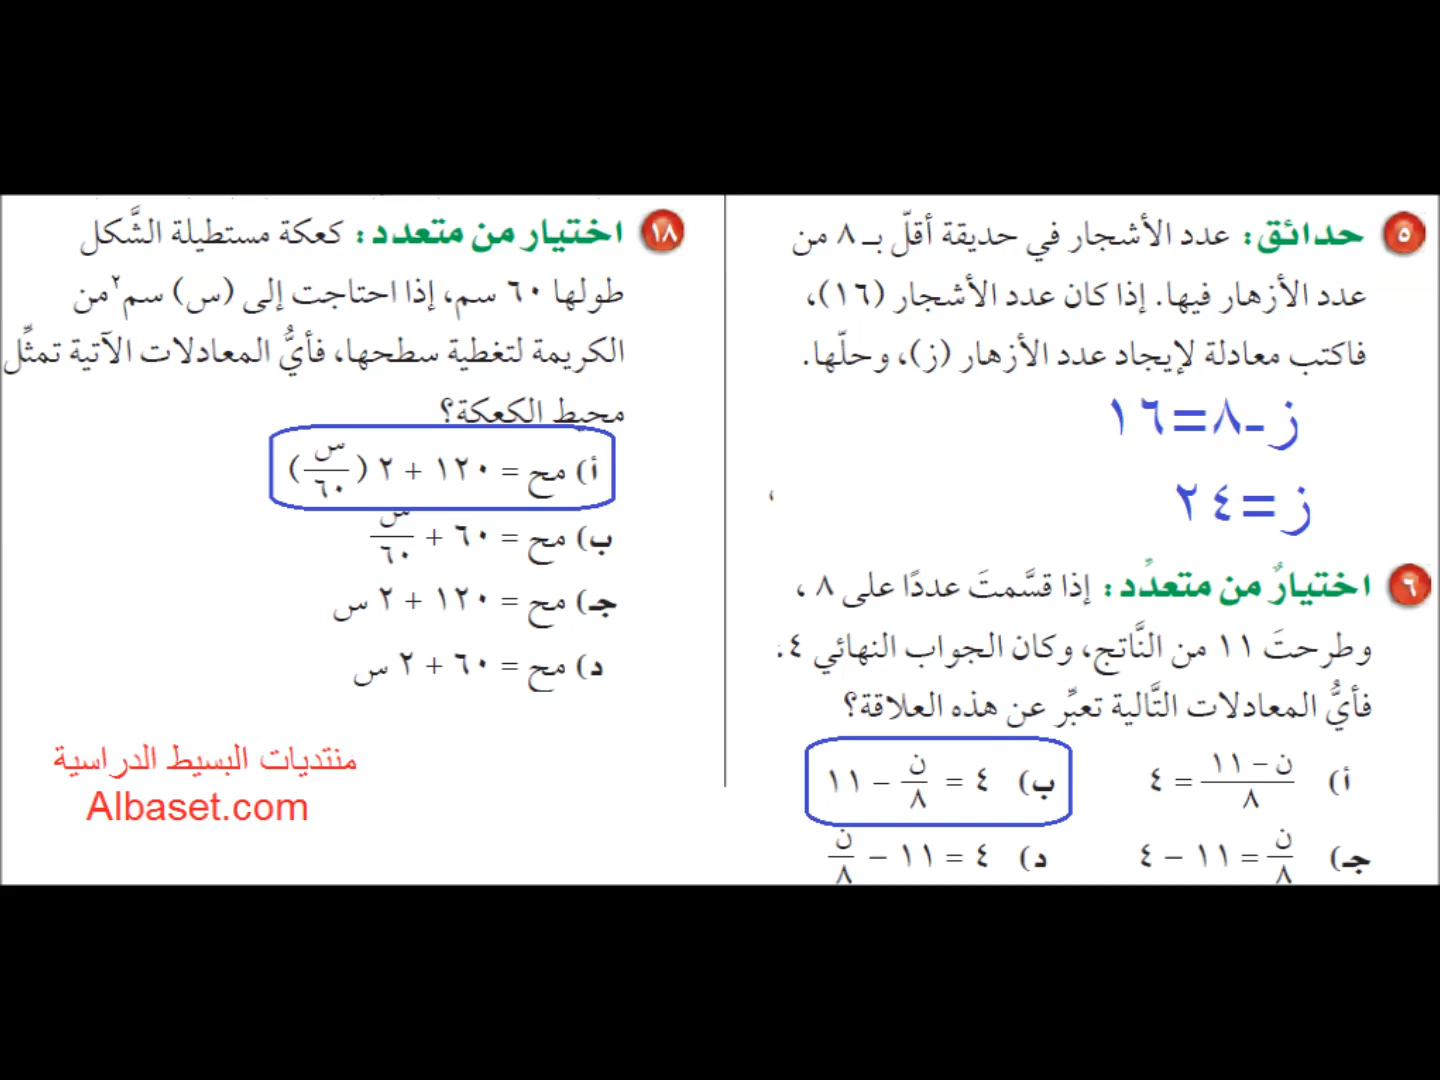 ٥ حدائق: عدد الأشجار في حديقة أقلّ بـ ٨ من
عدد الأزهار فيها. إذا كان عدد الأشجار (١٦)،
فاكتب معادلة لإيجاد عدد الأزهار (ز)، وحلّها.
ز-٨=١٦
ز=٢٤
٦ اختيارٌ من متعدِّد: إذا قسَّمتَ عددًا على ٨ ،
وطرحتَ ١١ من النَّاتج، وكان الجواب النهائي ٤،
فأيُّ المعادلات التَّالية تعبِّر عن هذه العلاقة؟
أ) (ن – ١١)/٨ = ٤ ب) ٤ = ن/٨ – ١١
جـ) ن/٨ = ١١ – ٤ د) ٤ = ١١ – ن/٨
١٨ اختيار من متعدد: كعكة مستطيلة الشَّكل
طولها ٦٠ سم، إذا احتاجت إلى (س) سم٢ من
الكريمة لتغطية سطحها، فأيُّ المعادلات الآتية تمثِّل
محيط الكعكة؟
أ) مح = ١٢٠ + ٢ (س/٦٠)
ب) مح = ٦٠ + س/٦٠
جـ) مح = ١٢٠ + ٢ س
د) مح = ٦٠ + ٢ س
منتديات البسيط الدراسية
Albaset.com